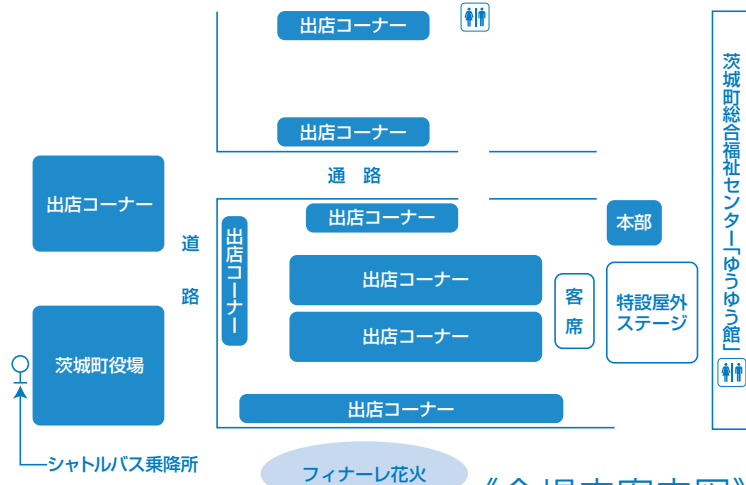 出店コーナー
出店コーナー
通路
出店コーナー
道路
出店コーナー
出店コーナー
本部
出店コーナー
出店コーナー
客席
特設屋外
ステージ
茨城町総合福祉センター「ゆうゆう館」
茨城町役場
出店コーナー
シャトルバス乗降所
フィナーレ花火